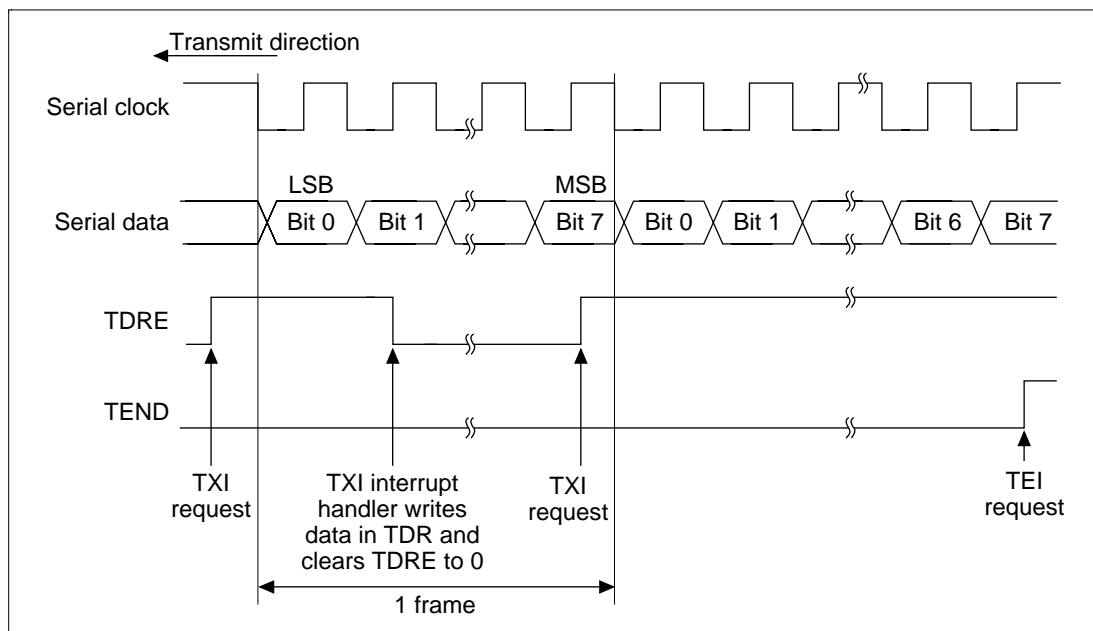 Transmit direction
Serial clock
LSB
MSB
Serial data
Bit 0
Bit 1
Bit 7
Bit 0
Bit 1
Bit 6
Bit 7
TDRE
TEND
TXI
request
TXI interrupt
handler writes
data in TDR and
clears TDRE to 0
TXI
request
TEI
request
1 frame